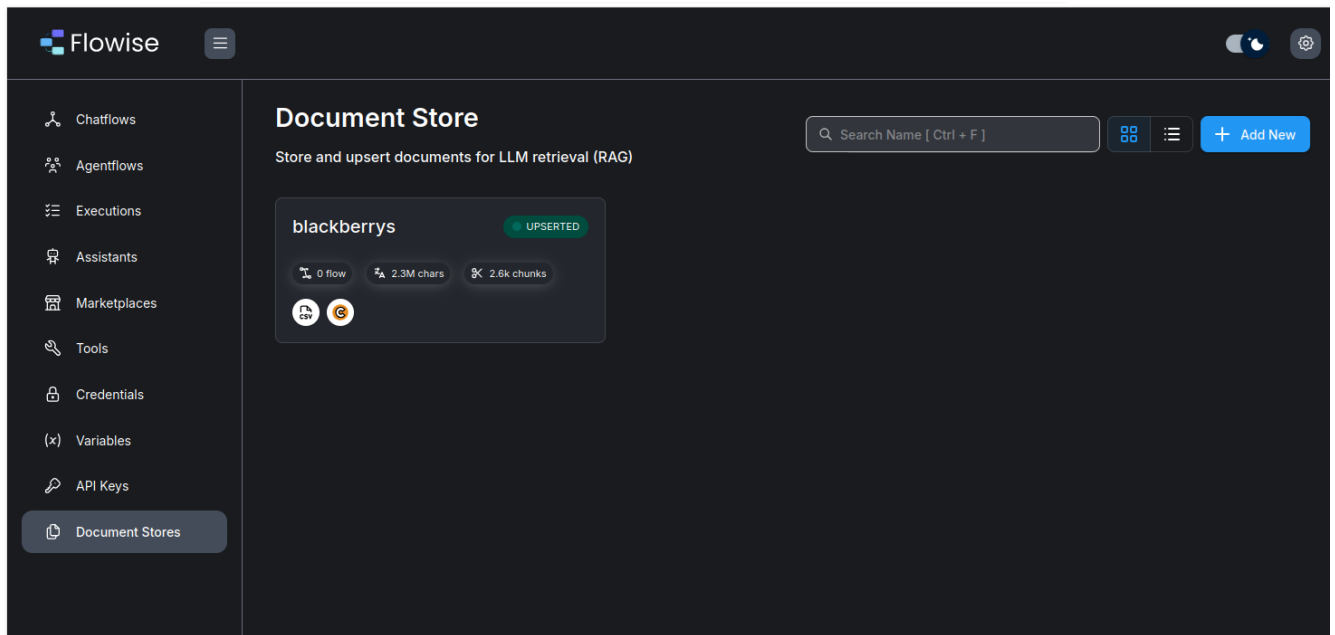 Flowise
Chatflows
Agentflows
Executions
Assistants
Marketplaces
Tools
Credentials
(x) Variables
API Keys
Document Stores
Document Store
Store and upsert documents for LLM retrieval (RAG)
Search Name [ Ctrl + F ]
Add New
blackberrys
UPSERTED
0 flow 2.3M chars 2.6k chunks
CSV